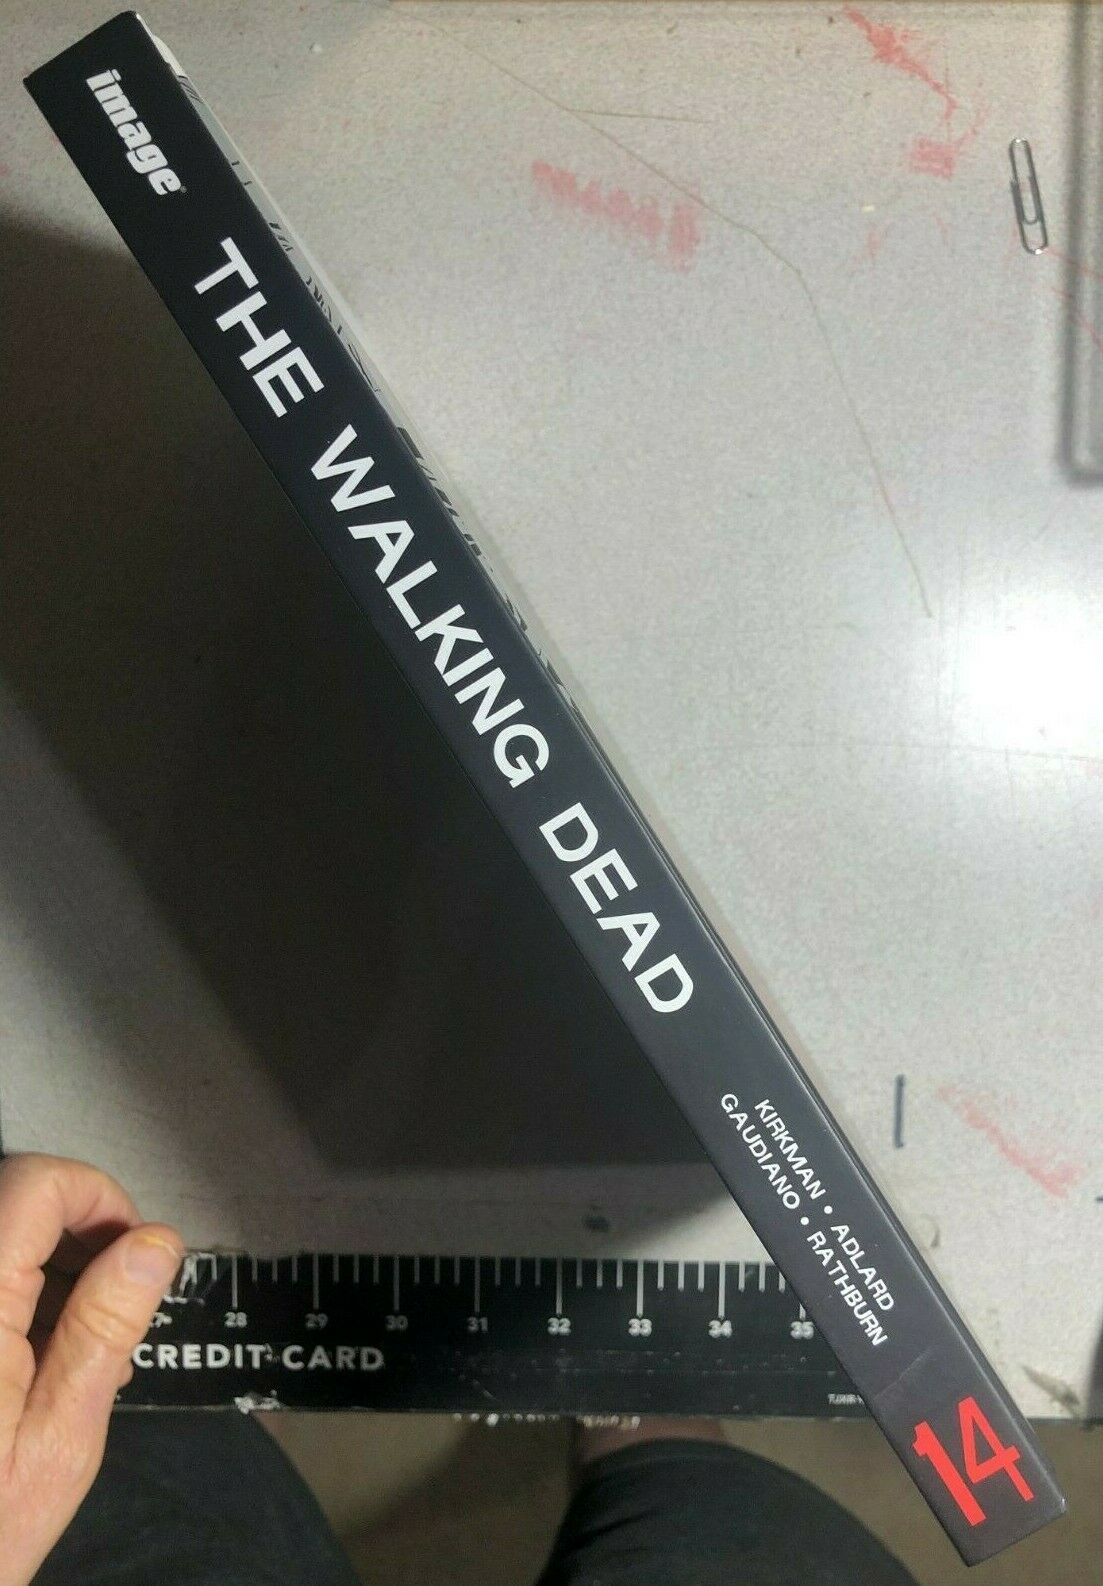 image®
THE WALKING DEAD
KIRKMAN • ADLARD
GAUDIANO • RATHBURN
14
28 29 30 31 32 33 34 35
CREDIT CARD